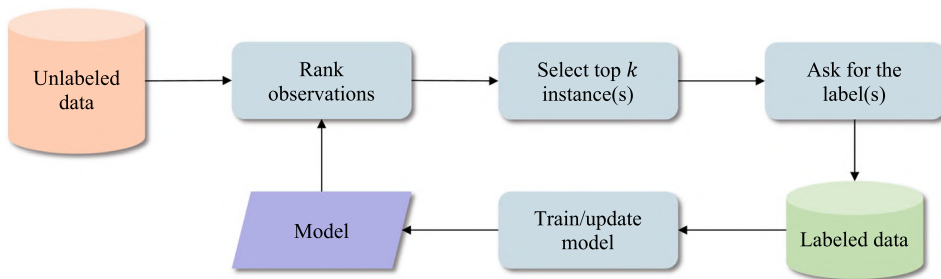 Unlabeled
data
Rank
observations
Select top k
instance(s)
Ask for the
label(s)
Model
Train/update
model
Labeled data